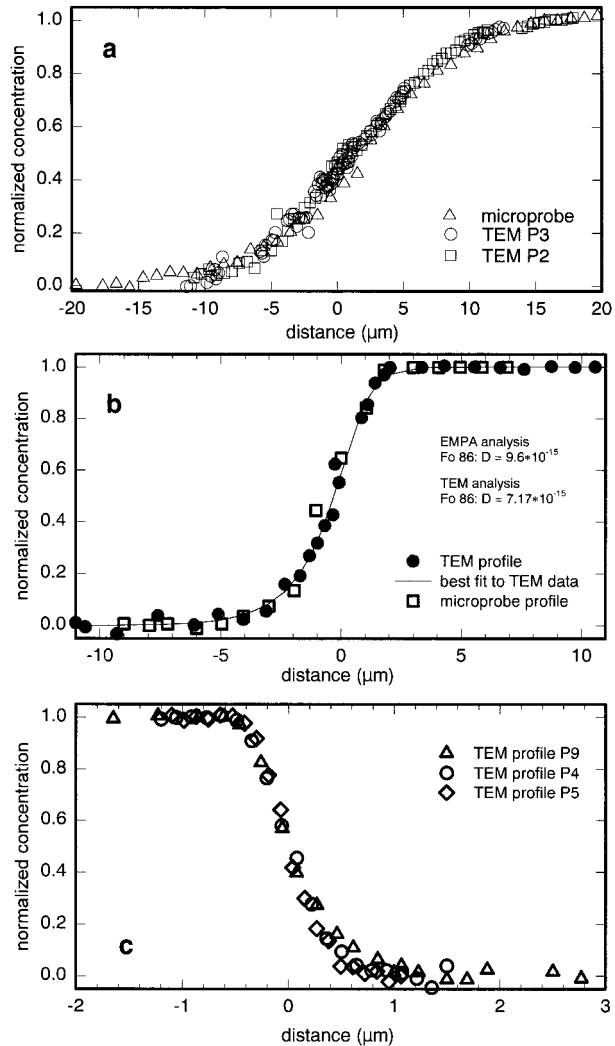 a
normalized concentration
1.0
0.8
0.6
0.4
0.2
0.0
microprobe
TEM P3
TEM P2
-20 -15 -10 -5 0 5 10 15 20
distance (µm)
b
normalized concentration
1.0
0.8
0.6
0.4
0.2
0.0
EMPA analysis
Fo 86: D = 9.6*10-15
TEM analysis
Fo 86: D = 7.17*10-15
TEM profile
best fit to TEM data
microprobe profile
-10 -5 0 5 10
distance (µm)
c
normalized concentration
1.0
0.8
0.6
0.4
0.2
0.0
TEM profile P9
TEM profile P4
TEM profile P5
-2 -1 0 1 2 3
distance (µm)